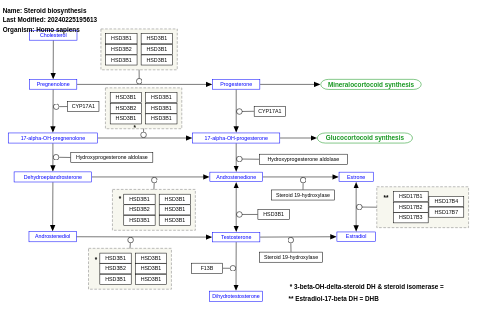 Name: Steroid biosynthesis
Last Modified: 20240225195613
Organism: Homo sapiens
Cholesterol
HSD3B1 HSD3B1
HSD3B2 HSD3B1
HSD3B1 HSD3B1
Pregnenolone
Progesterone
Mineralocortocoid synthesis
HSD3B1 HSD3B1
HSD3B2 HSD3B1
HSD3B1 HSD3B1
*
CYP17A1
CYP17A1
17-alpha-OH-pregnenolone
17-alpha-OH-progesterone
Glucocortocoid synthesis
Hydroxyprogesterone aldolase
Hydroxyprogesterone aldolase
Dehydroepiandrosterone
Androstenedione
Estrone
* HSD3B1 HSD3B1
HSD3B2 HSD3B1
HSD3B1 HSD3B1
Steroid 19-hydroxylase
HSD3B1
** HSD17B1
HSD17B4
HSD17B2
HSD17B7
HSD17B3
Androstenediol
Testosterone
Estradiol
* HSD3B1 HSD3B1
HSD3B2 HSD3B1
HSD3B1 HSD3B1
Steroid 19-hydroxylase
F13B
Dihydrotestosterone
* 3-beta-OH-delta-steroid DH & steroid isomerase =
** Estradiol-17-beta DH = DHB